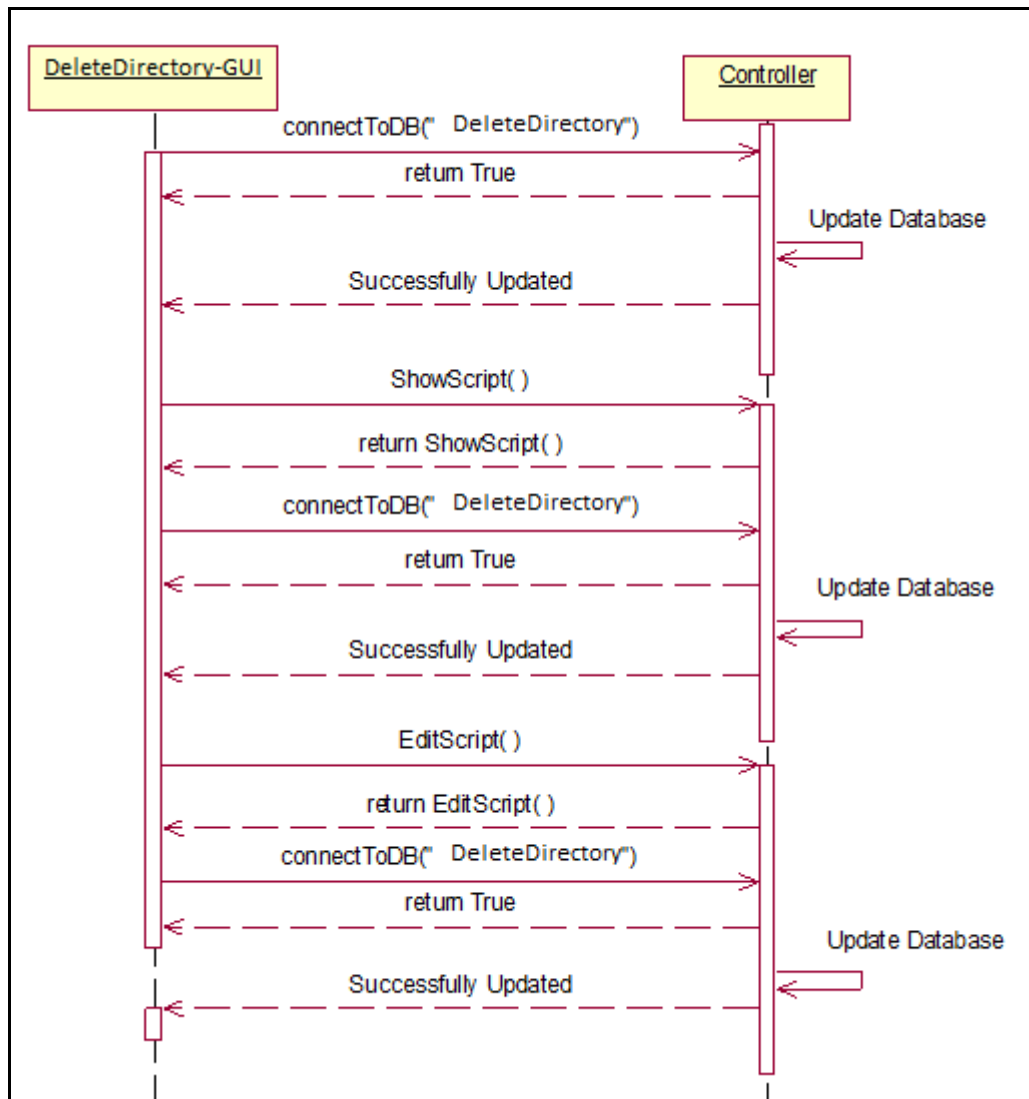 DeleteDirectory-GUI
Controller
connectToDB(" DeleteDirectory")
return True
Update Database
Successfully Updated
ShowScript( )
return ShowScript( )
connectToDB(" DeleteDirectory")
return True
Update Database
Successfully Updated
EditScript( )
return EditScript( )
connectToDB(" DeleteDirectory")
return True
Update Database
Successfully Updated